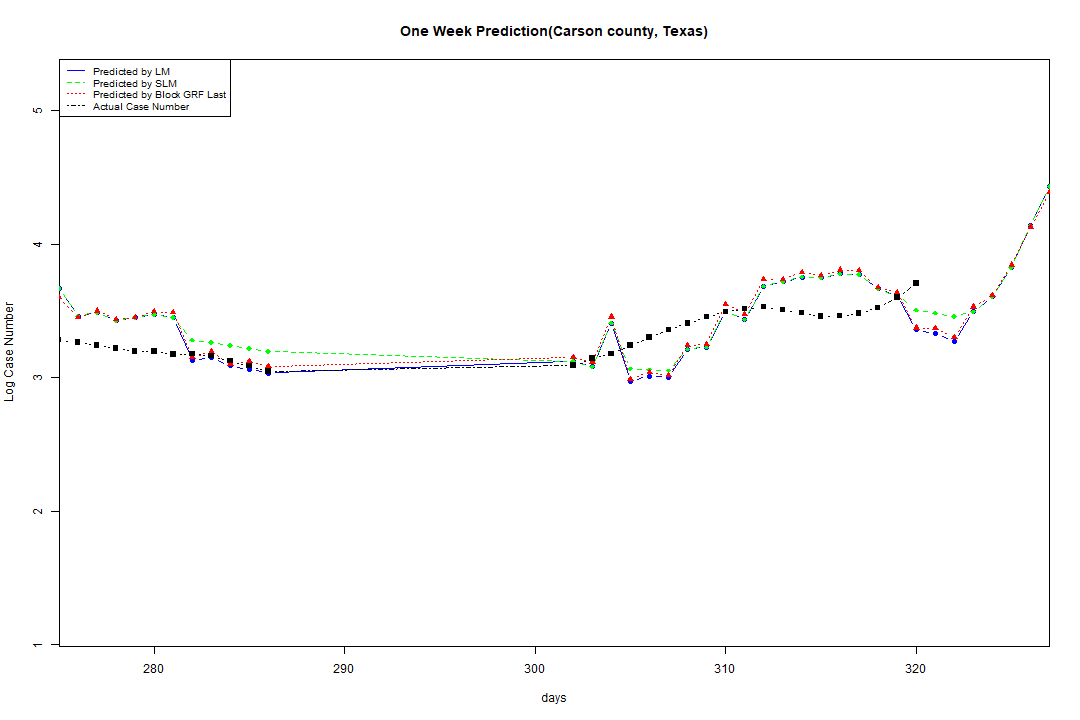 One Week Prediction(Carson county, Texas)
Predicted by LM
Predicted by SLM
Predicted by Block GRF Last
Actual Case Number
5
4
3
2
1
Log Case Number
280 290 300 310 320
days